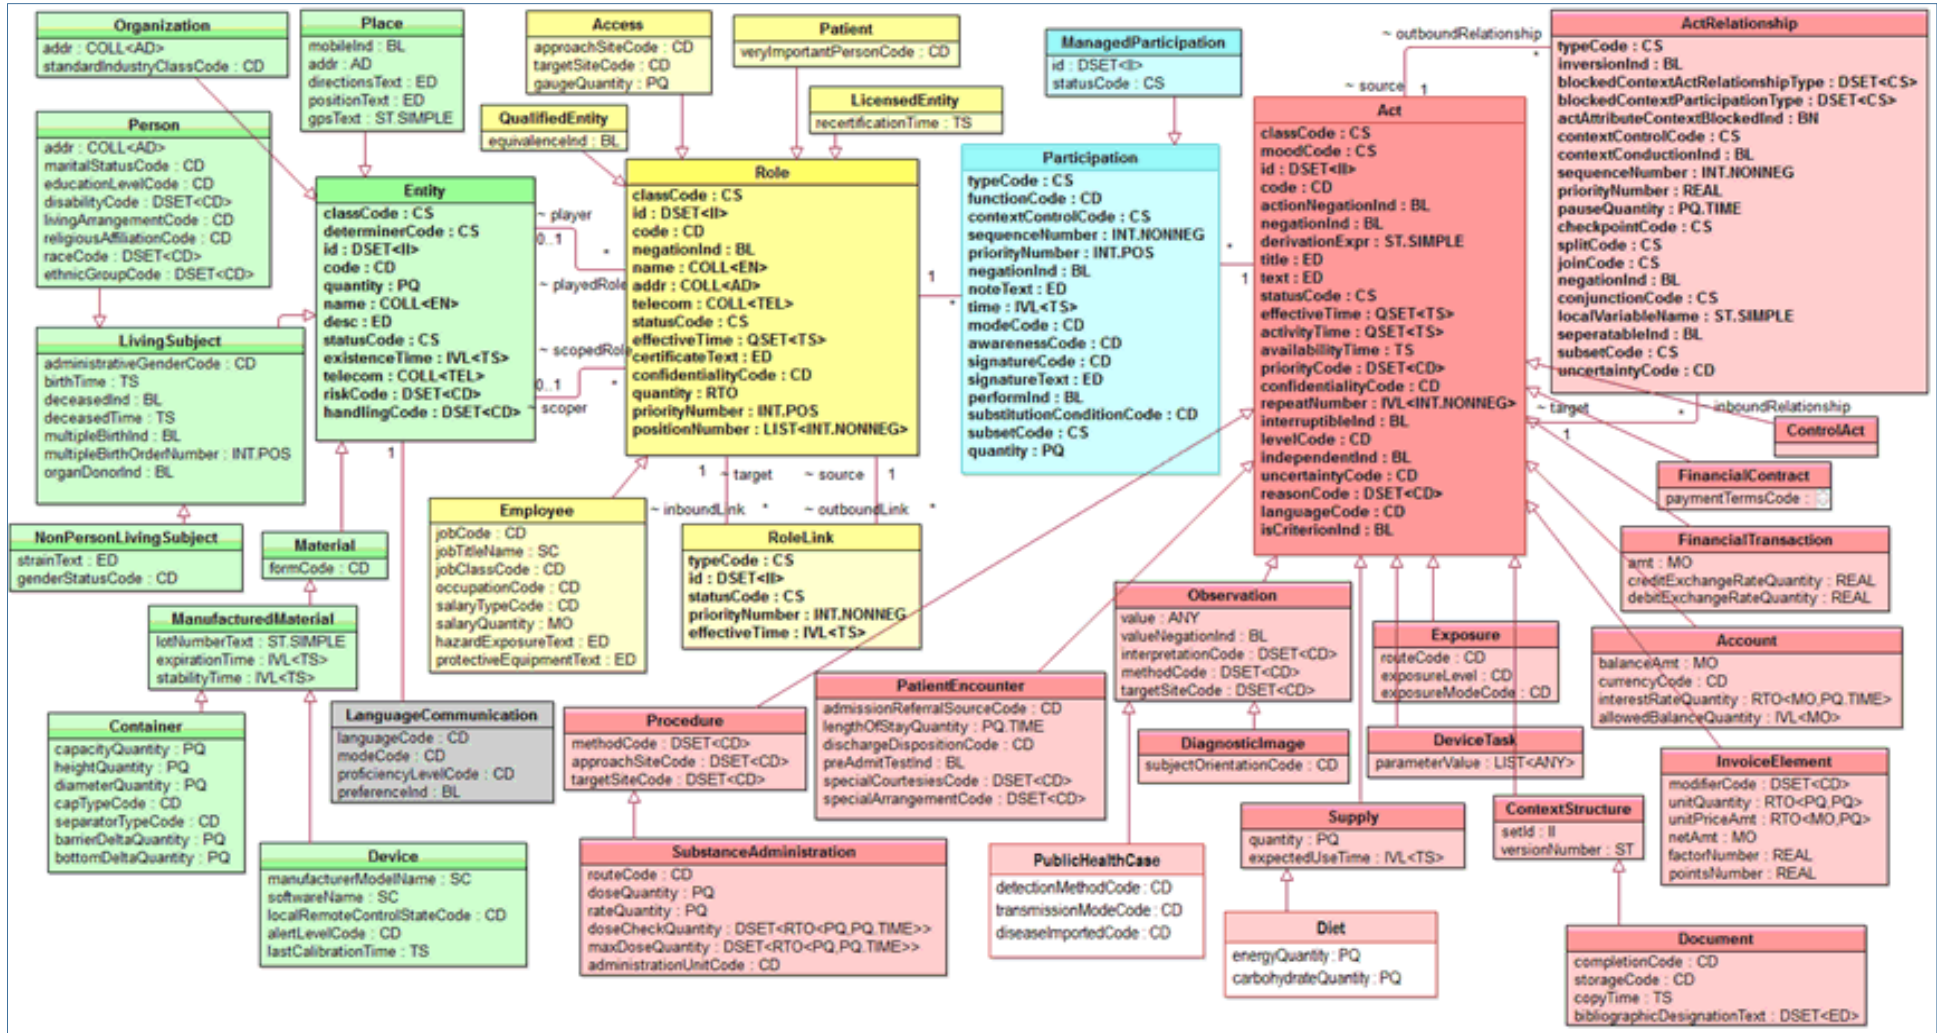 Organization
addr : COLL<AD>
standardIndustryClassCode : CD
Place
mobileInd : BL
addr : AD
directionsText : ED
positionText : ED
gpsText : ST.SIMPLE
Access
approachSiteCode : CD
targetSiteCode : CD
gaugeQuantity : PQ
Patient
veryImportantPersonCode : CD
LicensedEntity
recertificationTime : TS
QualifiedEntity
equivalenceInd : BL
ManagedParticipation
id : DSET<II>
statusCode : CS
~ outboundRelationship
*
~ source
1
ActRelationship
typeCode : CS
inversionInd : BL
blockedContextActRelationshipType : DSET<CS>
blockedContextParticipationType : DSET<CS>
actAttributeContextBlockedInd : BN
contextControlCode : CS
contextConductionInd : BL
sequenceNumber : INT.NONNEG
priorityNumber : REAL
pauseQuantity : PQ.TIME
checkpointCode : CS
splitCode : CS
joinCode : CS
negationInd : BL
conjunctionCode : CS
localVariableName : ST.SIMPLE
seperatableInd : BL
subsetCode : CS
uncertaintyCode : CD
Person
addr : COLL<AD>
maritalStatusCode : CD
educationLevelCode : CD
disabilityCode : DSET<CD>
livingArrangementCode : CD
religiousAffiliationCode : CD
raceCode : DSET<CD>
ethnicGroupCode : DSET<CD>
Entity
classCode : CS
determinerCode : CS
id : DSET<II>
code : CD
quantity : PQ
name : COLL<EN>
desc : ED
statusCode : CS
existenceTime : IVL<TS>
telecom : COLL<TEL>
riskCode : DSET<CD>
handlingCode : DSET<CD>
~ player
0..1
*
~ playedRole
~ scopedRole
0..1
*
~ scoper
Role
classCode : CS
id : DSET<II>
code : CD
negationInd : BL
name : COLL<EN>
addr : COLL<AD>
telecom : COLL<TEL>
statusCode : CS
effectiveTime : QSET<TS>
certificateText : ED
confidentialityCode : CD
quantity : RTO
priorityNumber : INT.POS
positionNumber : LIST<INT.NONNEG>
1
*
Participation
typeCode : CS
functionCode : CD
contextControlCode : CS
sequenceNumber : INT.NONNEG
priorityNumber : INT.POS
negationInd : BL
noteText : ED
time : IVL<TS>
modeCode : CD
awarenessCode : CD
signatureCode : CD
signatureText : ED
performInd : BL
substitutionConditionCode : CD
subsetCode : CS
quantity : PQ
*
1
Act
classCode : CS
moodCode : CS
id : DSET<II>
code : CD
actionNegationInd : BL
negationInd : BL
derivationExpr : ST.SIMPLE
title : ED
text : ED
statusCode : CS
effectiveTime : QSET<TS>
activityTime : QSET<TS>
availabilityTime : TS
priorityCode : DSET<CD>
confidentialityCode : CD
repeatNumber : IVL<INT.NONNEG>
interruptibleInd : BL
levelCode : CD
independentInd : BL
uncertaintyCode : CD
reasonCode : DSET<CD>
languageCode : CD
isCriterionInd : BL
~ target
1
*
inboundRelationship
ControlAct
FinancialContract
paymentTermsCode :
FinancialTransaction
amt : MO
creditExchangeRateQuantity : REAL
debitExchangeRateQuantity : REAL
LivingSubject
administrativeGenderCode : CD
birthTime : TS
deceasedInd : BL
deceasedTime : TS
multipleBirthInd : BL
multipleBirthOrderNumber : INT.POS
organDonorInd : BL
1
1
~ target
~ source
1
~ inboundLink
*
~ outboundLink
*
NonPersonLivingSubject
strainText : ED
genderStatusCode : CD
Material
formCode : CD
Employee
jobCode : CD
jobTitleName : SC
jobClassCode : CD
occupationCode : CD
salaryTypeCode : CD
salaryQuantity : MO
hazardExposureText : ED
protectiveEquipmentText : ED
RoleLink
typeCode : CS
id : DSET<II>
statusCode : CS
priorityNumber : INT.NONNEG
effectiveTime : IVL<TS>
ManufacturedMaterial
lotNumberText : ST.SIMPLE
expirationTime : IVL<TS>
stabilityTime : IVL<TS>
Observation
value : ANY
valueNegationInd : BL
interpretationCode : DSET<CD>
methodCode : DSET<CD>
targetSiteCode : DSET<CD>
Exposure
routeCode : CD
exposureLevel : CD
exposureModeCode : CD
Account
balanceAmt : MO
currencyCode : CD
interestRateQuantity : RTO<MO,PQ.TIME>
allowedBalanceQuantity : IVL<MO>
Container
capacityQuantity : PQ
heightQuantity : PQ
diameterQuantity : PQ
capTypeCode : CD
separatorTypeCode : CD
barrierDeltaQuantity : PQ
bottomDeltaQuantity : PQ
LanguageCommunication
languageCode : CD
modeCode : CD
proficiencyLevelCode : CD
preferenceInd : BL
Procedure
methodCode : DSET<CD>
approachSiteCode : DSET<CD>
targetSiteCode : DSET<CD>
PatientEncounter
admissionReferralSourceCode : CD
lengthOfStayQuantity : PQ.TIME
dischargeDispositionCode : CD
preAdmitTestInd : BL
specialCourtesiesCode : DSET<CD>
specialArrangementCode : DSET<CD>
DiagnosticImage
subjectOrientationCode : CD
DeviceTask
parameterValue : LIST<ANY>
InvoiceElement
modifierCode : DSET<CD>
unitQuantity : RTO<PQ,PQ>
unitPriceAmt : RTO<MO,PQ>
netAmt : MO
factorNumber : REAL
pointsNumber : REAL
Device
manufacturerModelName : SC
softwareName : SC
localRemoteControlStateCode : CD
alertLevelCode : CD
lastCalibrationTime : TS
SubstanceAdministration
routeCode : CD
doseQuantity : PQ
rateQuantity : PQ
doseCheckQuantity : DSET<RTO<PQ,PQ.TIME>>
maxDoseQuantity : DSET<RTO<PQ,PQ.TIME>>
administrationUnitCode : CD
PublicHealthCase
detectionMethodCode : CD
transmissionModeCode : CD
diseaseImportedCode : CD
Supply
quantity : PQ
expectedUseTime : IVL<TS>
ContextStructure
setId : II
versionNumber : ST
Diet
energyQuantity : PQ
carbohydrateQuantity : PQ
Document
completionCode : CD
storageCode : CD
copyTime : TS
bibliographicDesignationText : DSET<ED>